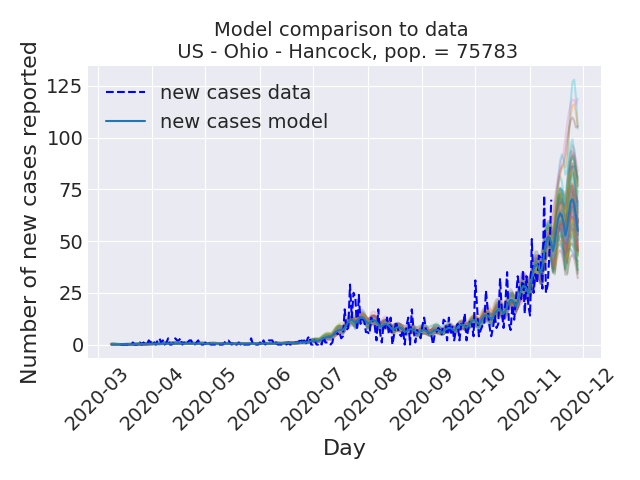 Model comparison to data
US - Ohio - Hancock, pop. = 75783
Number of new cases reported
125
100
75
50
25
0
new cases data
new cases model
2020-03
2020-04
2020-05
2020-06
2020-07
2020-08
2020-09
2020-10
2020-11
2020-12
Day